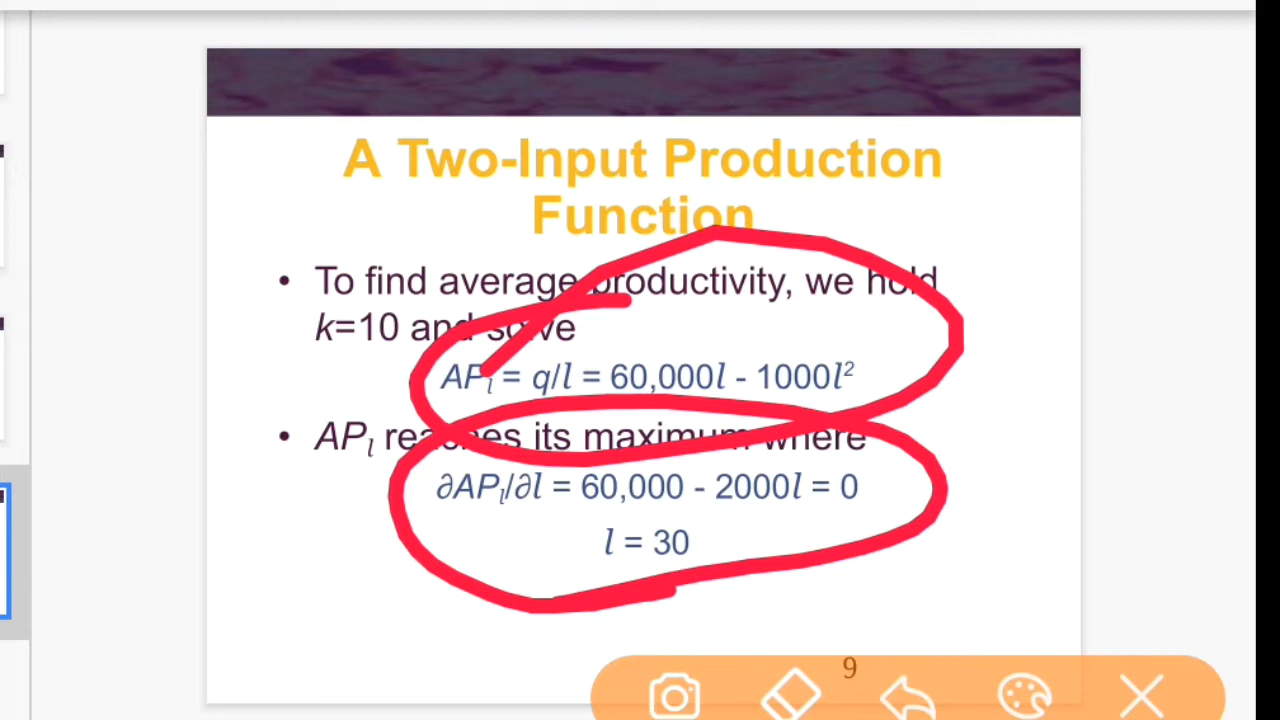 A Two-Input Production
Function
• To find average productivity, we hold
k=10 and solve
APl = q/l = 60,000l - 1000l²
• APl reaches its maximum where
∂APl/∂l = 60,000 - 2000l = 0
l = 30
9